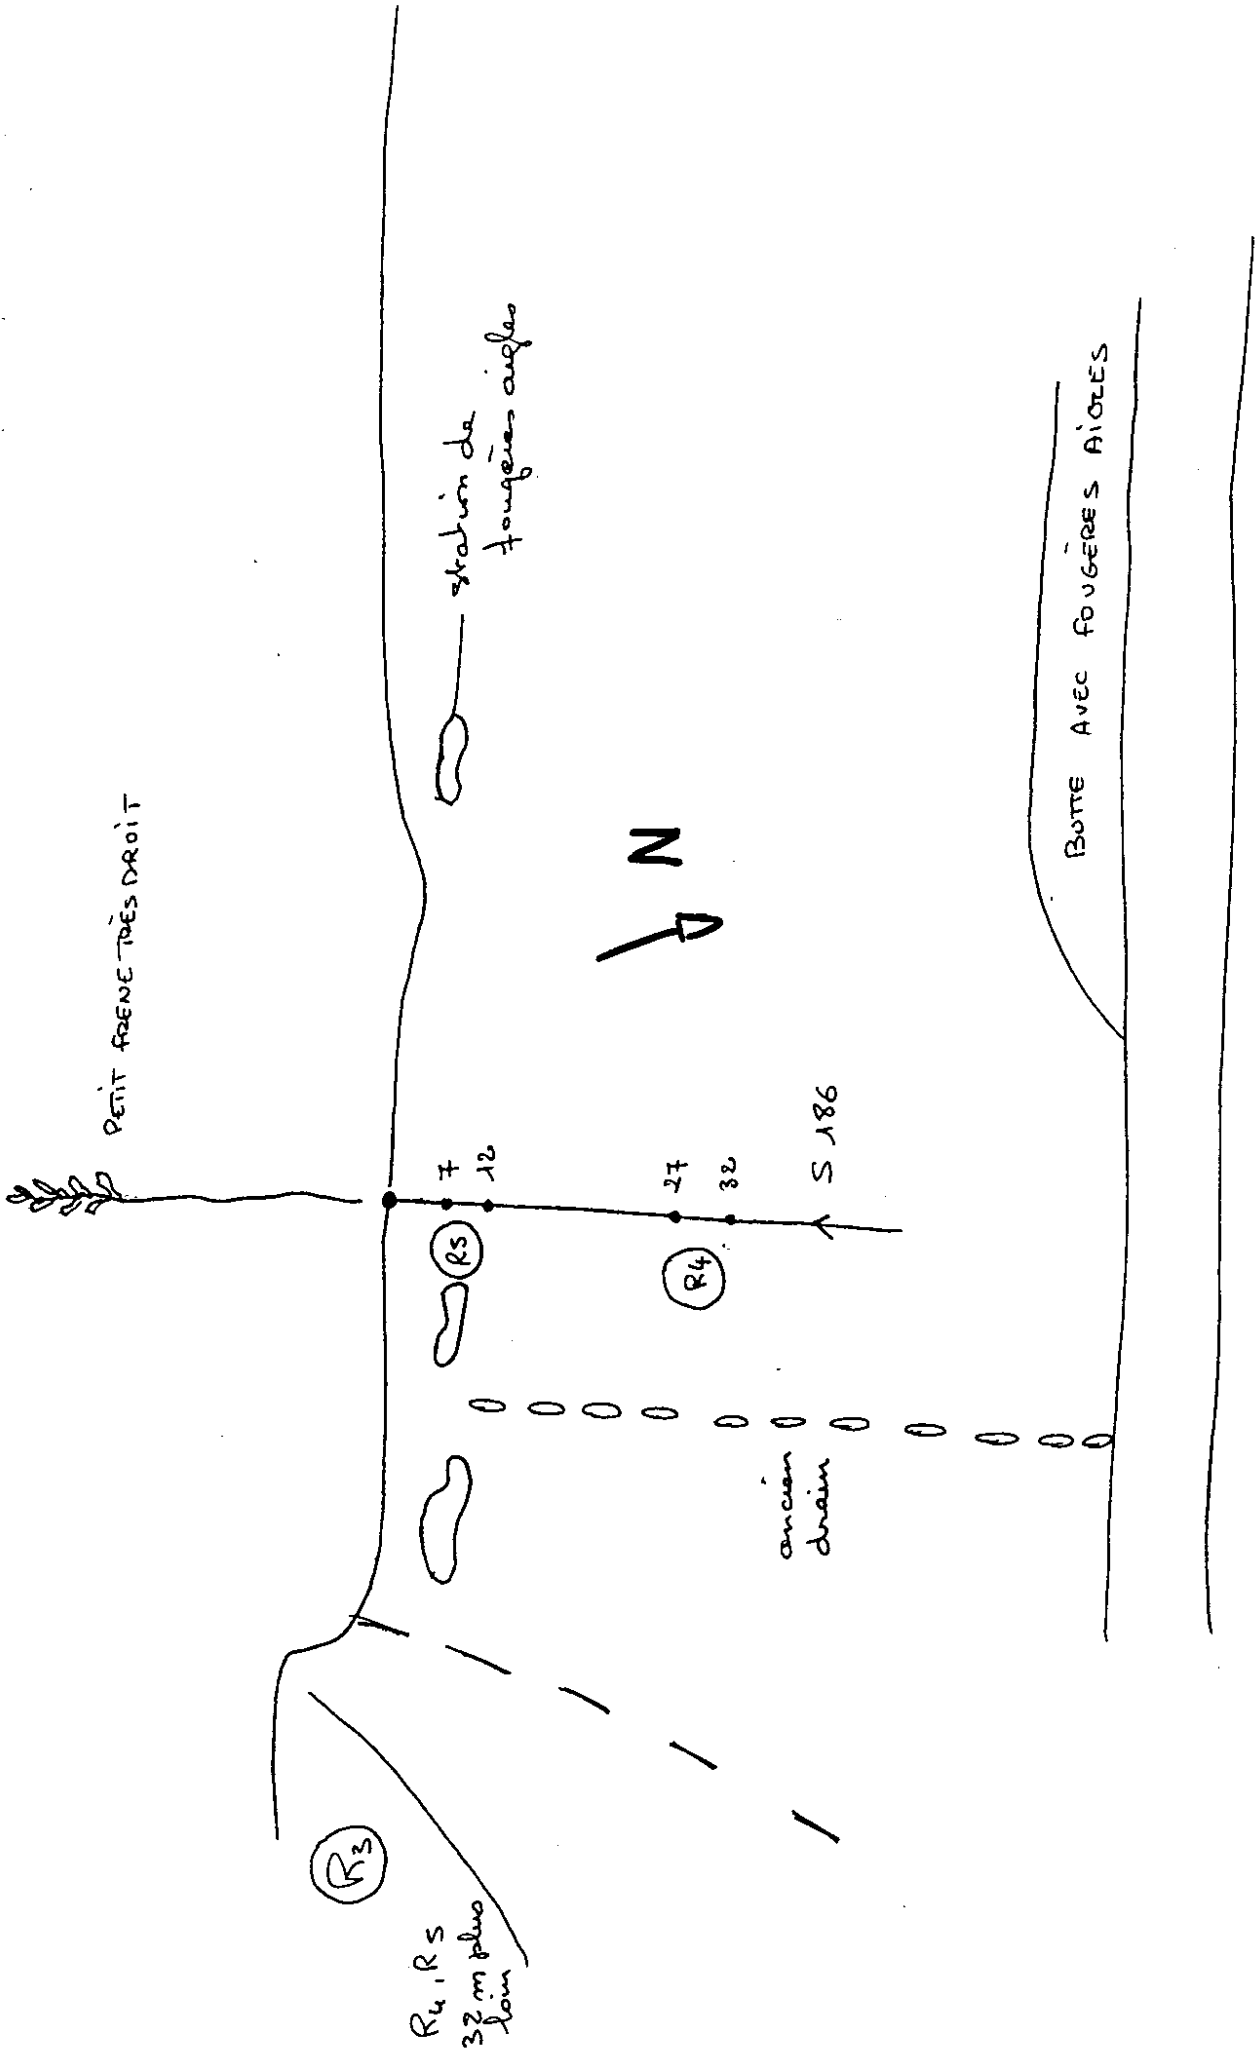 PETIT FRENE TRÈS DROIT
station de
fougères aigles
N
7
12
27
32
S 186
R5
R4
ancien
drain
R3
R4, R5
32 m plus
loin
BUTTE AVEC FOUGÈRES AIGLES